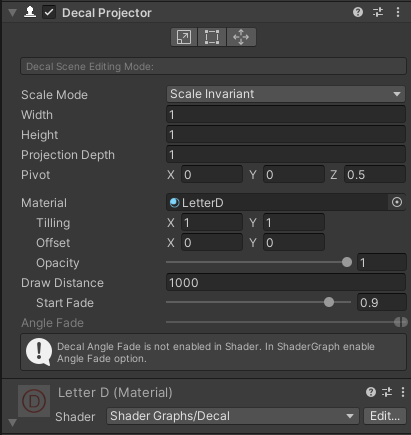 Decal Projector
Decal Scene Editing Mode:
Scale Mode Scale Invariant
Width 1
Height 1
Projection Depth 1
Pivot X 0 Y 0 Z 0.5
Material LetterD
Tilling X 1 Y 1
Offset X 0 Y 0
Opacity 1
Draw Distance 1000
Start Fade 0.9
Angle Fade
Decal Angle Fade is not enabled in Shader. In ShaderGraph enable
Angle Fade option.
D
Letter D (Material)
Shader Shader Graphs/Decal Edit...